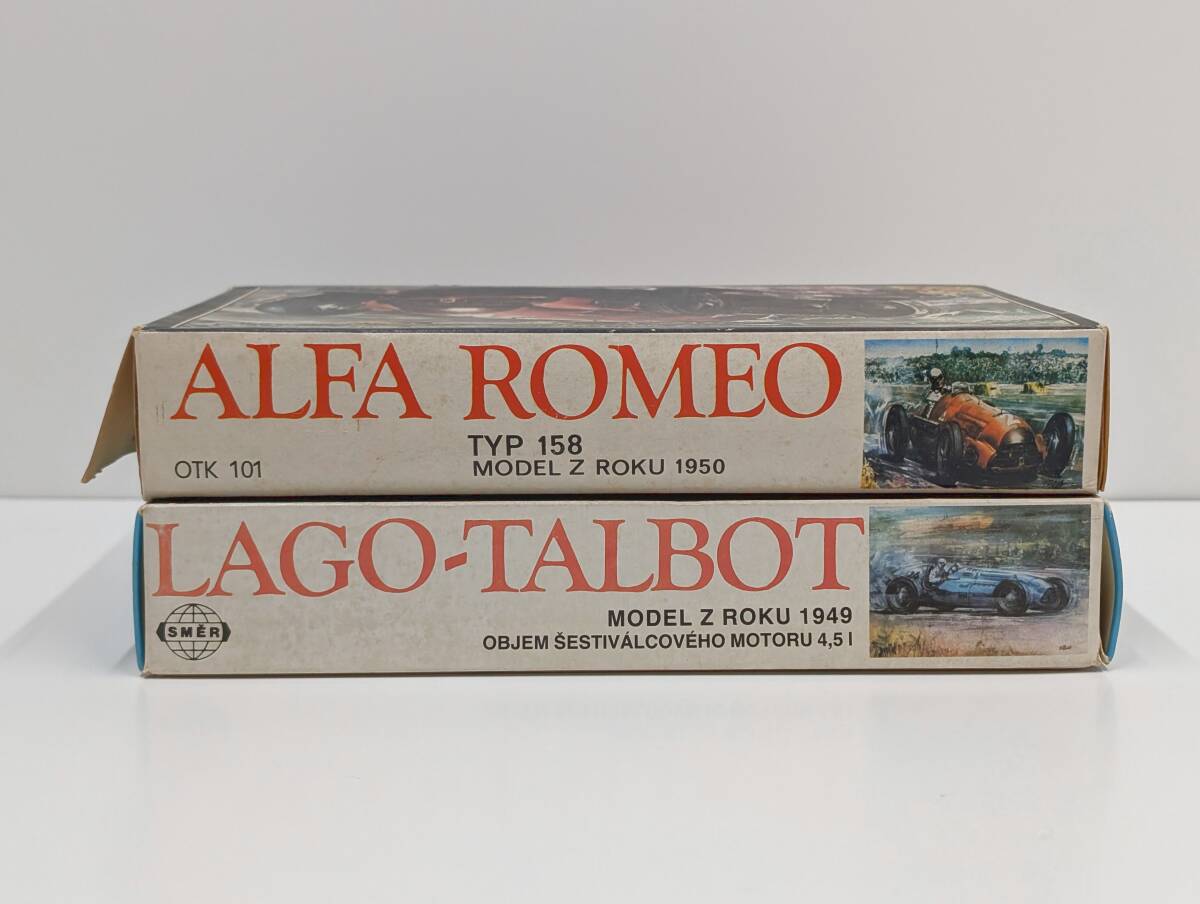 ALFA ROMEO
TYP 158
MODEL Z ROKU 1950
OTK 101
LAGO-TALBOT
MODEL Z ROKU 1949
OBJEM ŠESTIVÁLCOVÉHO MOTORU 4,5 l
SMĚR